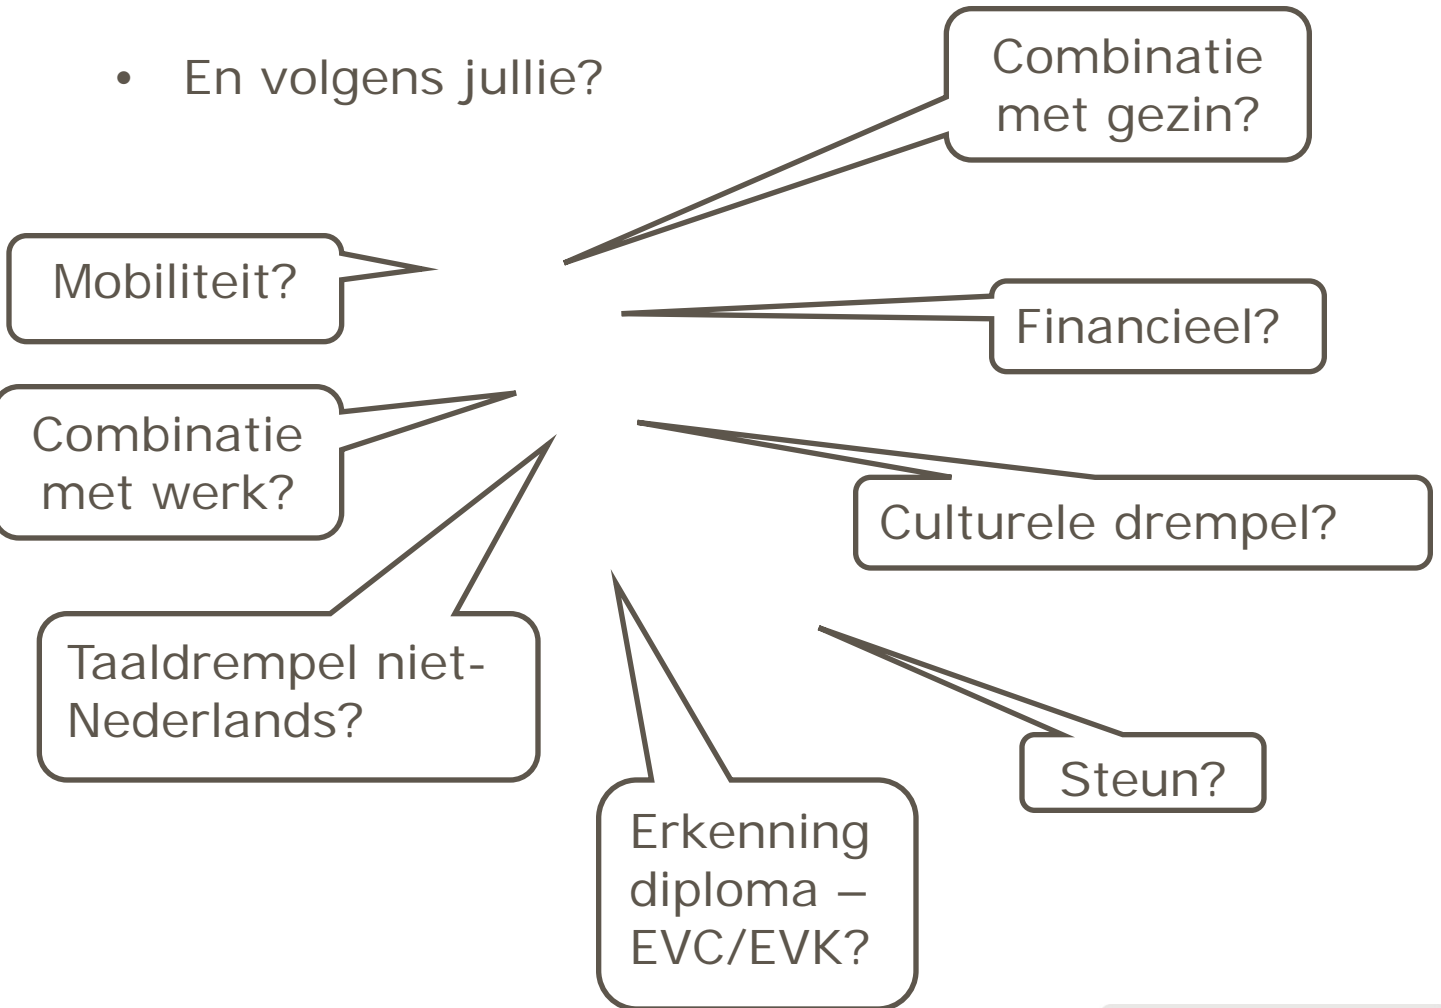 • En volgens jullie?
Combinatie
met gezin?
Mobiliteit?
Financieel?
Combinatie
met werk?
Culturele drempel?
Taaldrempel niet-
Nederlands?
Steun?
Erkenning
diploma –
EVC/EVK?